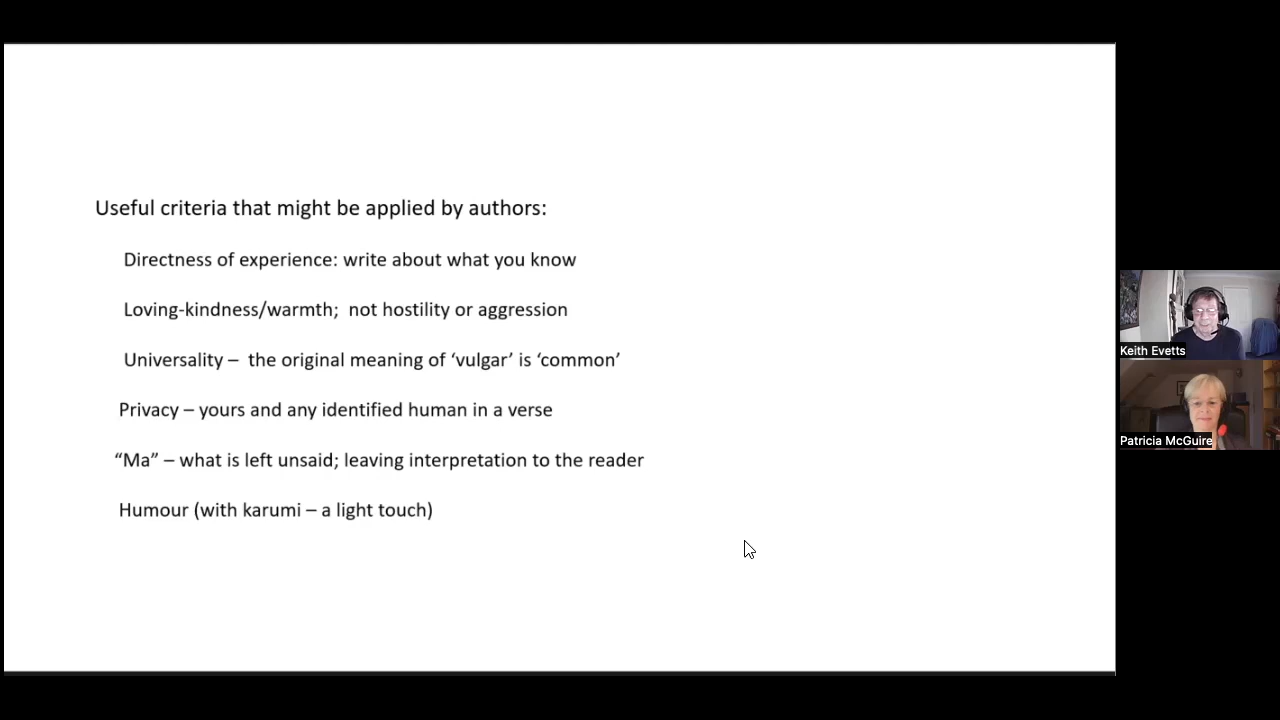 Useful criteria that might be applied by authors:
Directness of experience: write about what you know
Loving-kindness/warmth;  not hostility or aggression
Universality –  the original meaning of ‘vulgar’ is ‘common’
Privacy – yours and any identified human in a verse
“Ma” – what is left unsaid; leaving interpretation to the reader
Humour (with karumi – a light touch)
Keith Evetts
Patricia McGuire